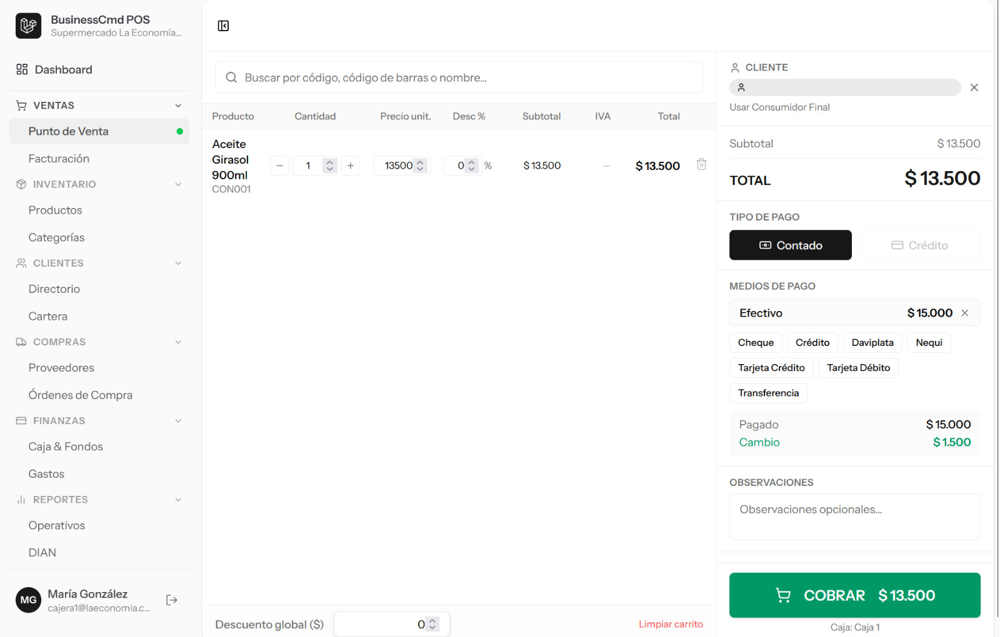 BusinessCmd POS
Supermercado La Economía...
Dashboard
VENTAS
Punto de Venta
Facturación
INVENTARIO
Productos
Categorías
CLIENTES
Directorio
Cartera
COMPRAS
Proveedores
Órdenes de Compra
FINANZAS
Caja & Fondos
Gastos
REPORTES
Operativos
DIAN
MG
María González
cajera1@laeconomia.c...
Buscar por código, código de barras o nombre...
Producto Cantidad Precio unit. Desc % Subtotal IVA Total
Aceite
Girasol
900ml
CON001
− 1 + 13500 0 % $ 13.500 — $ 13.500
Descuento global ($) 0 Limpiar carrito
CLIENTE
Usar Consumidor Final
Subtotal $ 13.500
TOTAL $ 13.500
TIPO DE PAGO
Contado Crédito
MEDIOS DE PAGO
Efectivo $ 15.000
Cheque Crédito Daviplata Nequi
Tarjeta Crédito Tarjeta Débito
Transferencia
Pagado $ 15.000
Cambio $ 1.500
OBSERVACIONES
Observaciones opcionales...
COBRAR $ 13.500
Caja: Caja 1